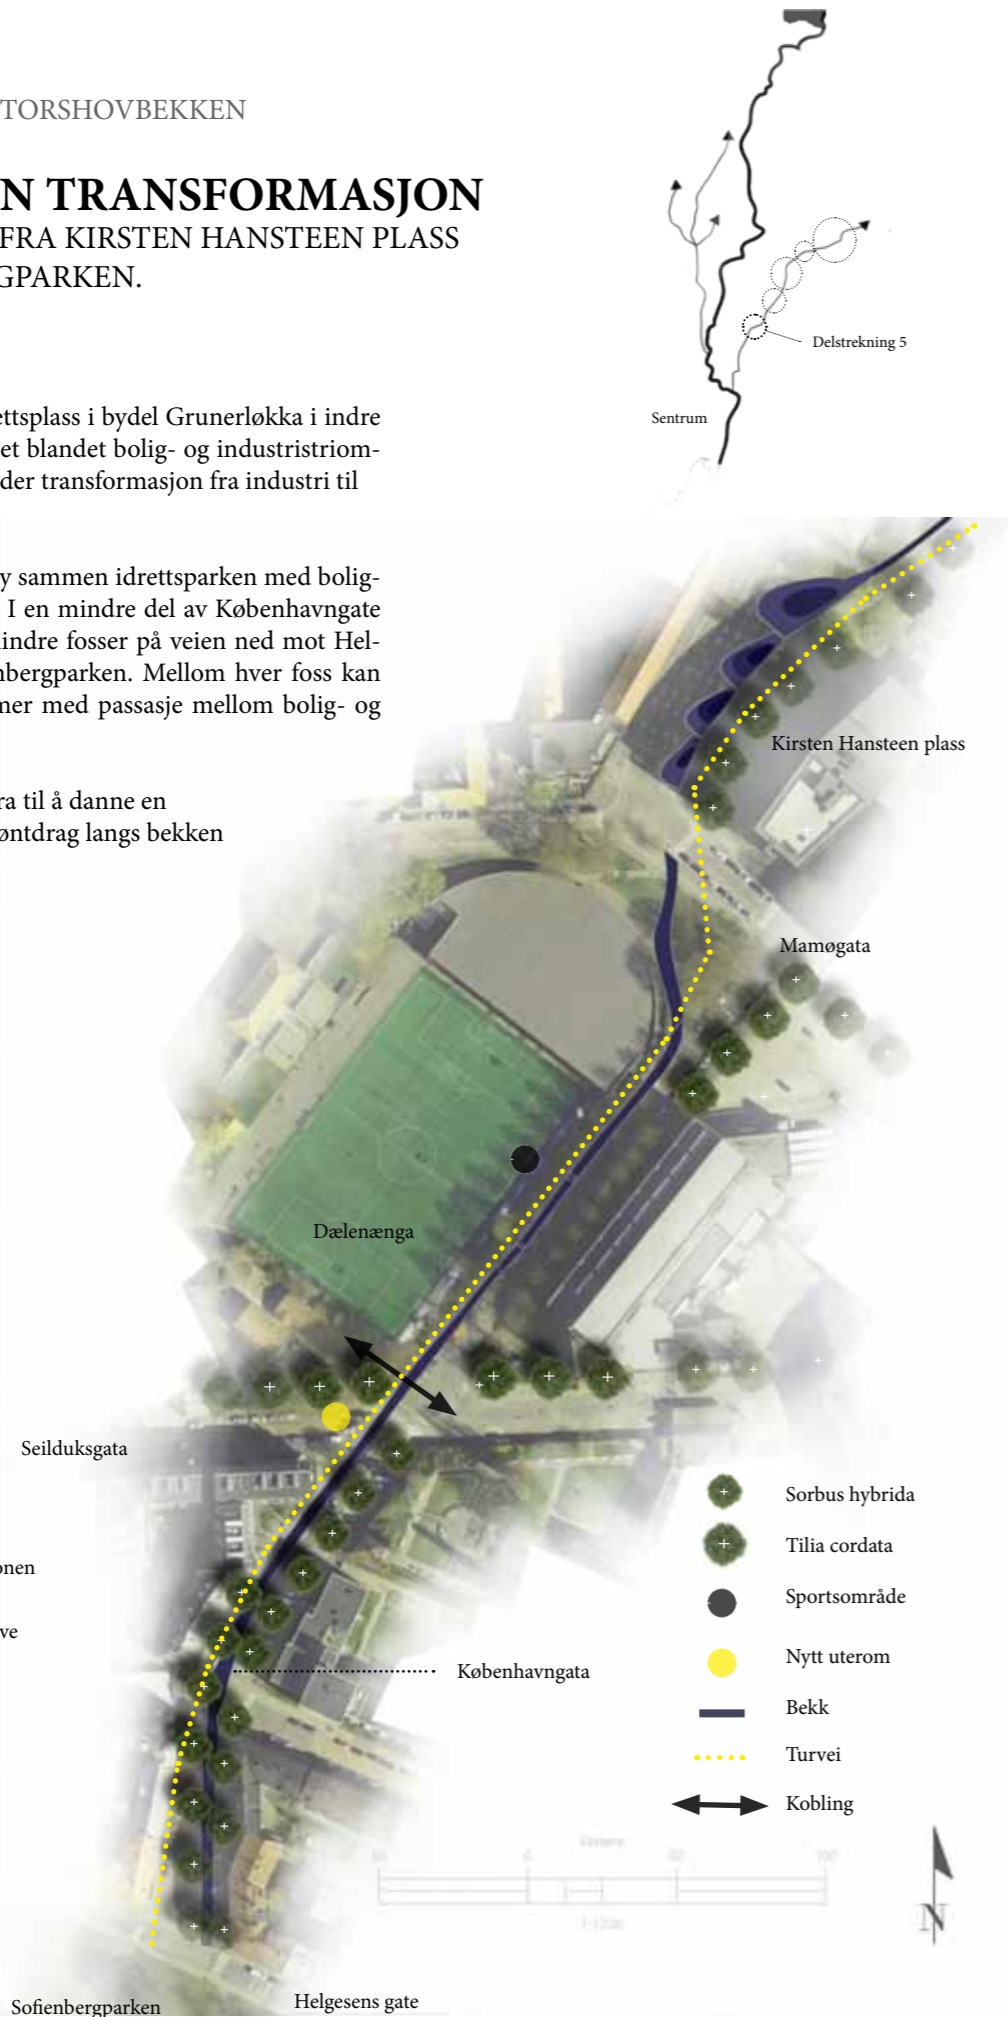 TORSHOVBEKKEN
N TRANSFORMASJON
FRA KIRSTEN HANSTEEN PLASS
GPARKEN.
Delstrekning 5
Sentrum
ettsplass i bydel Grunerløkka i indre
et blandet bolig- og industristriom-
der transformasjon fra industri til
y sammen idrettsparken med bolig-
I en mindre del av Københavngate
indre fosser på veien ned mot Hel-
nbergparken. Mellom hver foss kan
mer med passasje mellom bolig- og
ra til å danne en
øntdrag langs bekken
Kirsten Hansteen plass
Mamøgata
Dælenænga
Seilduksgata
onen
ve
Københavngata
Sorbus hybrida
Tilia cordata
Sportsområde
Nytt uterom
Bekk
Turvei
Kobling
N
Helgesens gate
Sofienbergparken